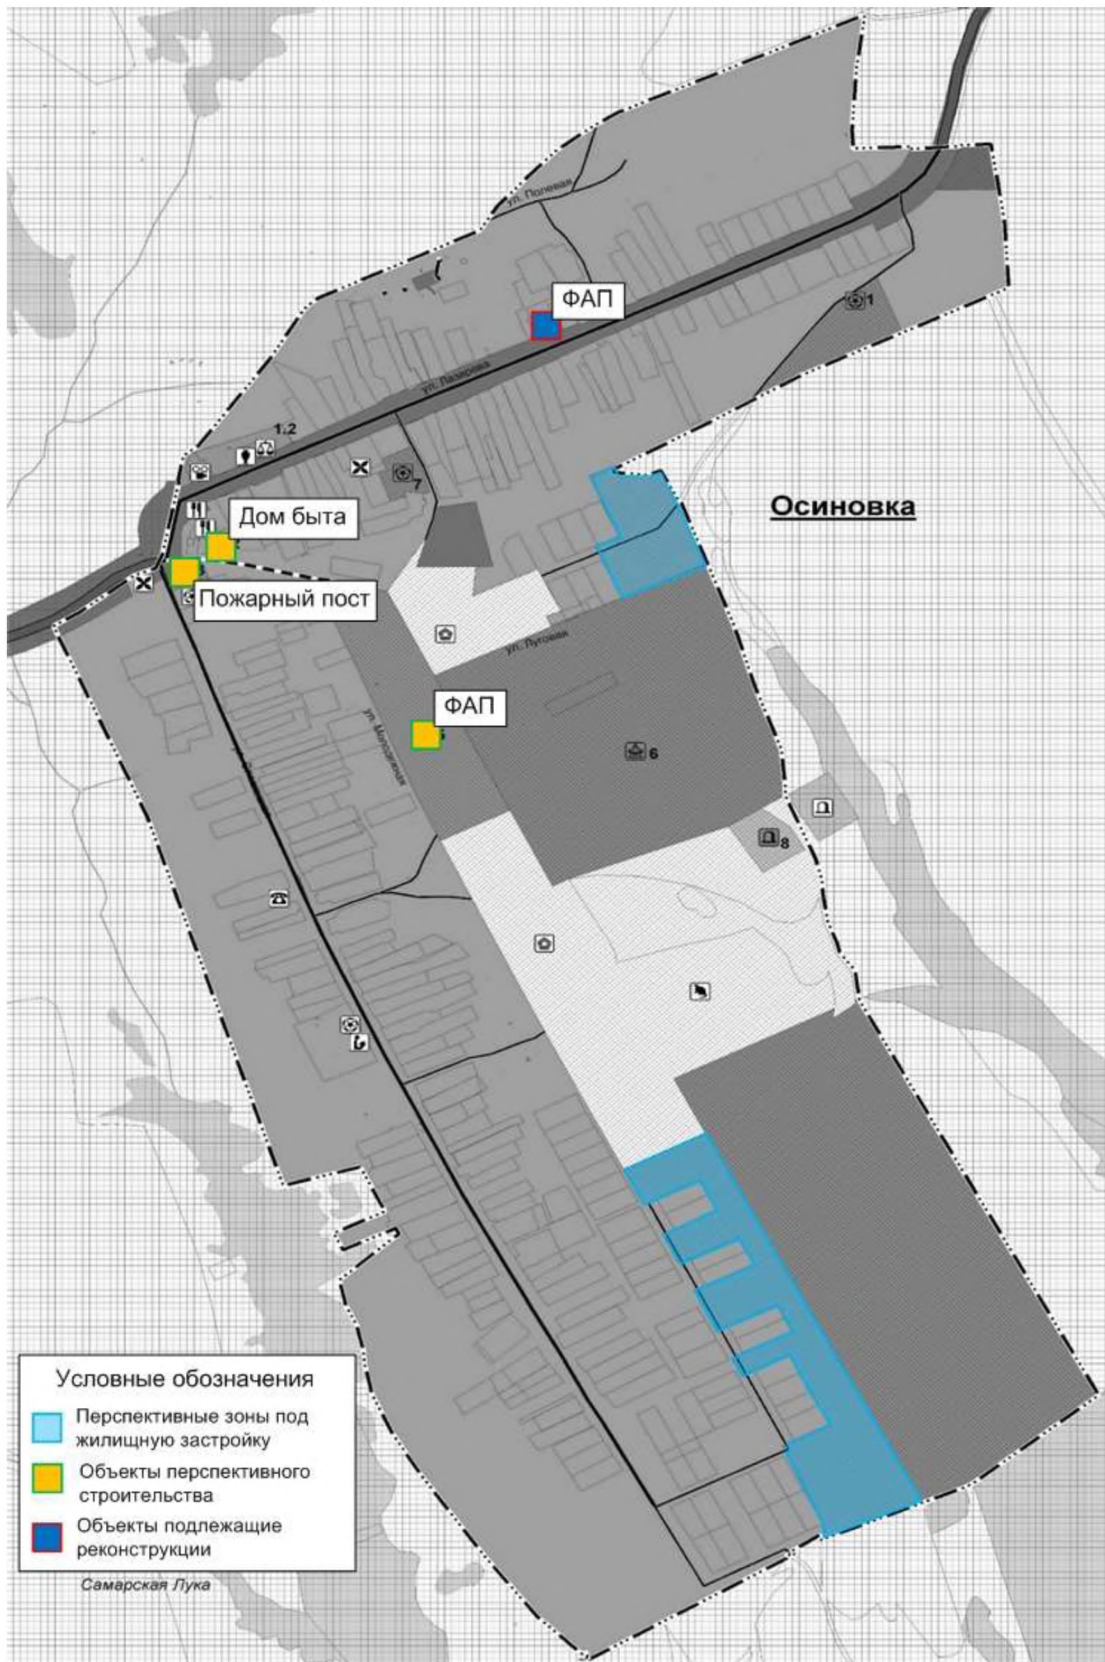 ул. Полевая
ФАП
1
ул. Лазарева
1.2
7
Осиновка
Дом быта
Пожарный пост
ул. Луговая
ФАП
ул. Молодежная
6
8
Условные обозначения
Перспективные зоны под
жилищную застройку
Объекты перспективного
строительства
Объекты подлежащие
реконструкции
Самарская Лука